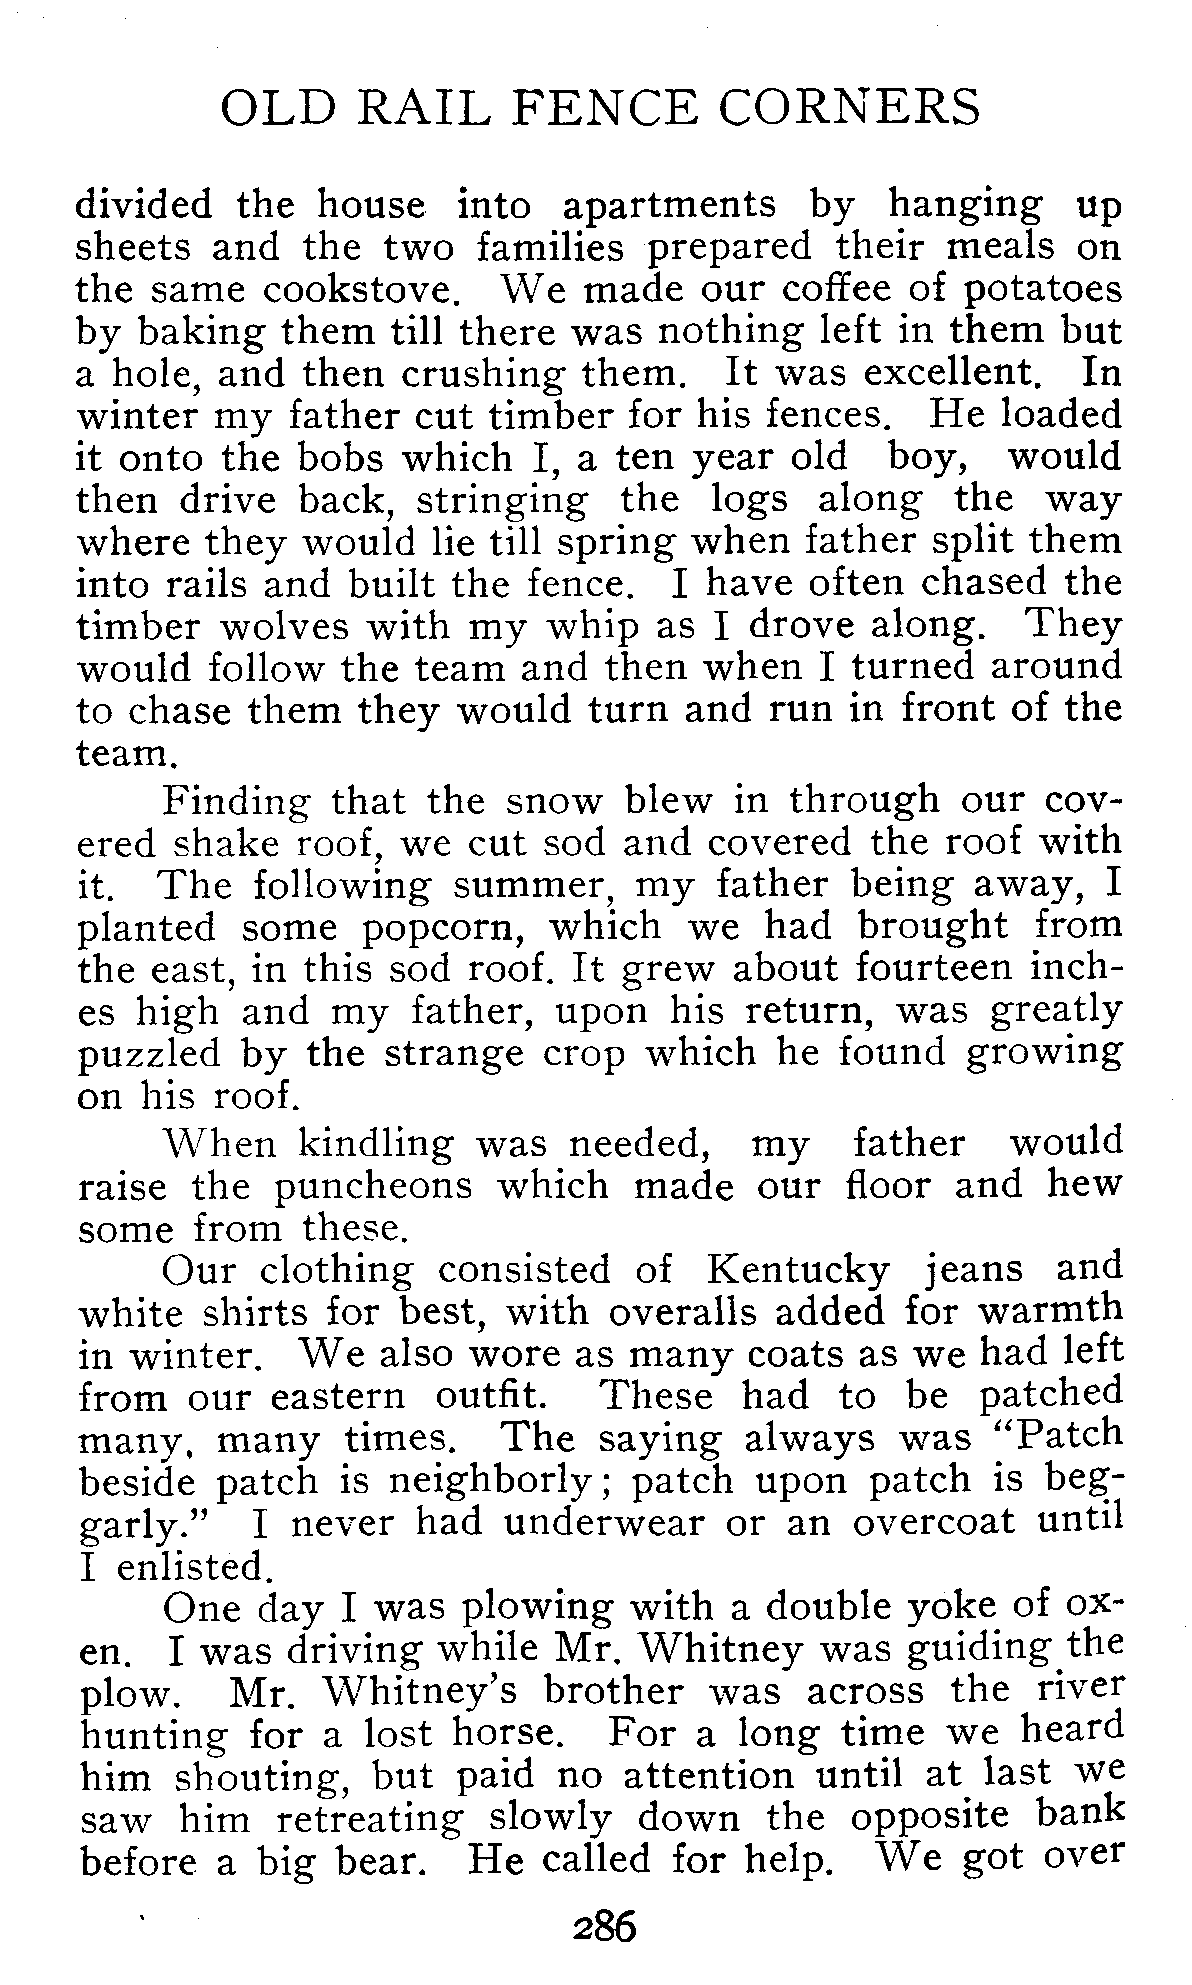 OLD RAIL FENCE CORNERS
divided the house into apartments by hanging up
sheets and the two families prepared their meals on
the same cookstove. We made our coffee of potatoes
by baking them till there was nothing left in them but
a hole, and then crushing them. It was excellent. In
winter my father cut timber for his fences. He loaded
it onto the bobs which I, a ten year old boy, would
then drive back, stringing the logs along the way
where they would lie till spring when father split them
into rails and built the fence. I have often chased the
timber wolves with my whip as I drove along. They
would follow the team and then when I turned around
to chase them they would turn and run in front of the
team.
Finding that the snow blew in through our cov-
ered shake roof, we cut sod and covered the roof with
it. The following summer, my father being away, I
planted some popcorn, which we had brought from
the east, in this sod roof. It grew about fourteen inch-
es high and my father, upon his return, was greatly
puzzled by the strange crop which he found growing
on his roof.
When kindling was needed, my father would
raise the puncheons which made our floor and hew
some from these.
Our clothing consisted of Kentucky jeans and
white shirts for best, with overalls added for warmth
in winter. We also wore as many coats as we had left
from our eastern outfit. These had to be patched
many, many times. The saying always was "Patch
beside patch is neighborly; patch upon patch is beg-
garly." I never had underwear or an overcoat until
I enlisted.
One day I was plowing with a double yoke of ox-
en. I was driving while Mr. Whitney was guiding the
plow. Mr. Whitney's brother was across the river
hunting for a lost horse. For a long time we heard
him shouting, but paid no attention until at last we
saw him retreating slowly down the opposite bank
before a big bear. He called for help. We got over
286